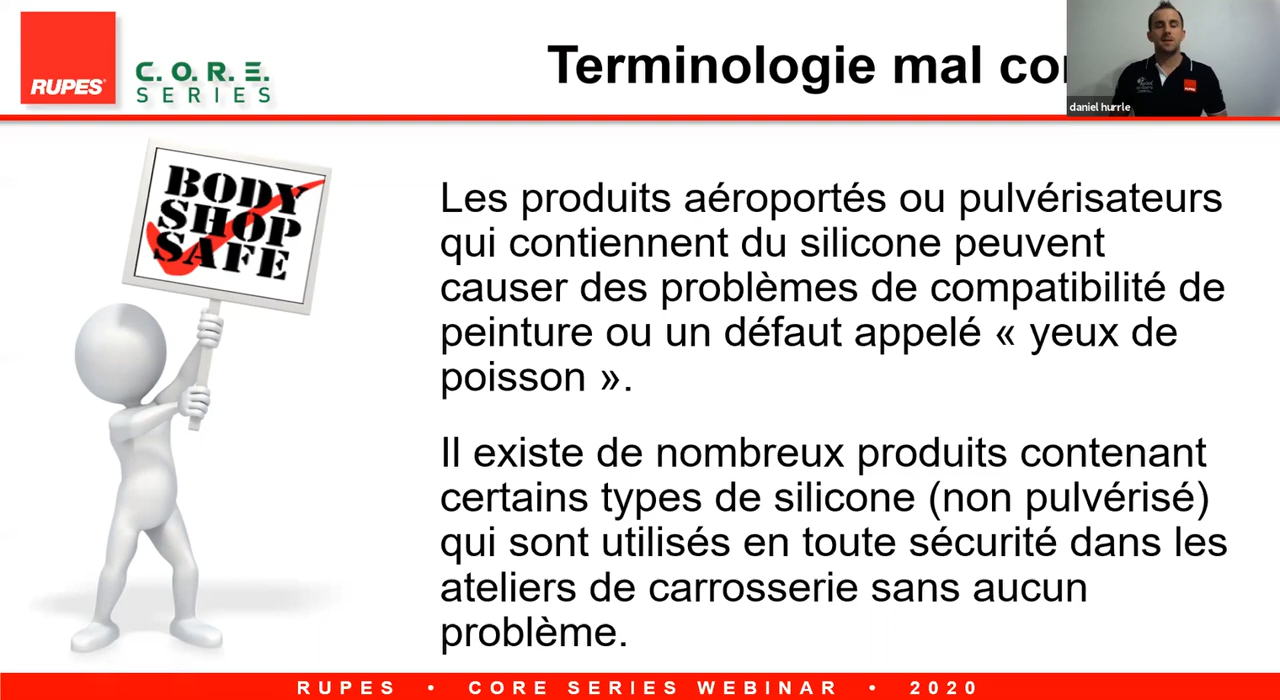 RUPES
C.O.R.E.
SERIES
Terminologie mal
daniel hurrle
BODY
SHOP
SAFE
Les produits aéroportés ou pulvérisateurs
qui contiennent du silicone peuvent
causer des problèmes de compatibilité de
peinture ou un défaut appelé « yeux de
poisson ».
Il existe de nombreux produits contenant
certains types de silicone (non pulvérisé)
qui sont utilisés en toute sécurité dans les
ateliers de carrosserie sans aucun
problème.
RUPES • CORE SERIES WEBINAR • 2020